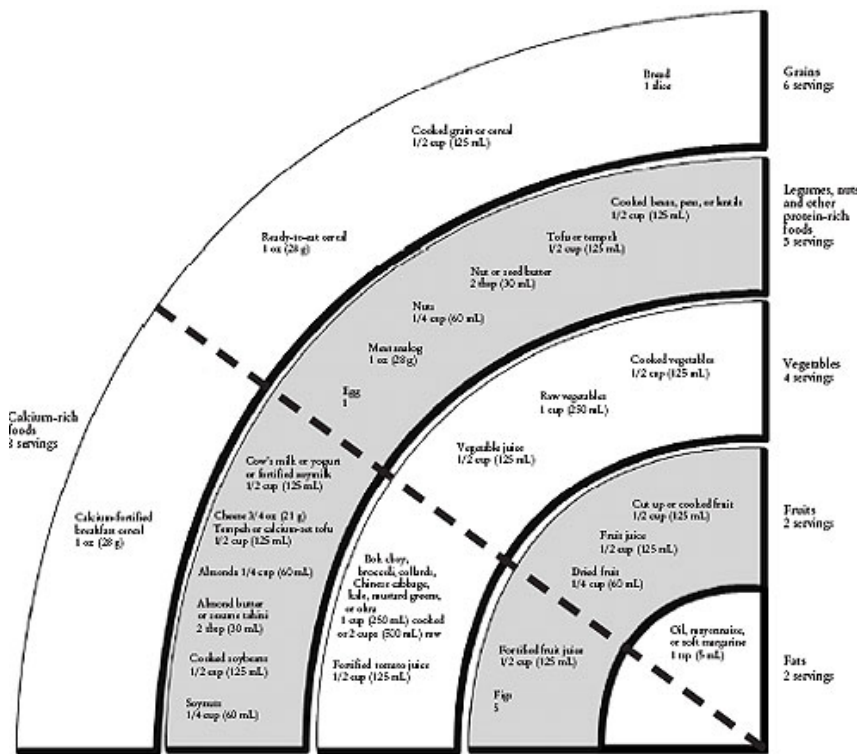 Grains
6 servings
Bread
1 slice
Cooked grain or cereal
1/2 cup (125 mL)
Ready-to-eat cereal
1 oz (28 g)
Legumes, nuts
and other
protein-rich
foods
5 servings
Cooked beans, peas, or lentils
1/2 cup (125 mL)
Tofu or tempeh
1/2 cup (125 mL)
Nut or seed butter
2 tbsp (30 mL)
Nuts
1/4 cup (60 mL)
Meat analog
1 oz (28 g)
Egg
1
Vegetables
4 servings
Cooked vegetables
1/2 cup (125 mL)
Raw vegetables
1 cup (250 mL)
Vegetable juice
1/2 cup (125 mL)
Fruits
2 servings
Cut up or cooked fruit
1/2 cup (125 mL)
Fruit juice
1/2 cup (125 mL)
Dried fruit
1/4 cup (60 mL)
Fats
2 servings
Oil, mayonnaise,
or soft margarine
1 tsp (5 mL)
Calcium-rich
foods
8 servings
Calcium-fortified
breakfast cereal
1 oz (28 g)
Cow's milk or yogurt
or fortified soymilk
1/2 cup (125 mL)
Cheese 3/4 oz (21 g)
Tempeh or calcium-set tofu
1/2 cup (125 mL)
Almonds 1/4 cup (60 mL)
Almond butter
or sesame tahini
2 tbsp (30 mL)
Cooked soybeans
1/2 cup (125 mL)
Soynuts
1/4 cup (60 mL)
Bok choy,
broccoli, collards,
Chinese cabbage,
kale, mustard greens,
or okra
1 cup (250 mL) cooked
or 2 cups (500 mL) raw
Fortified tomato juice
1/2 cup (125 mL)
Fortified fruit juice
1/2 cup (125 mL)
Figs
5